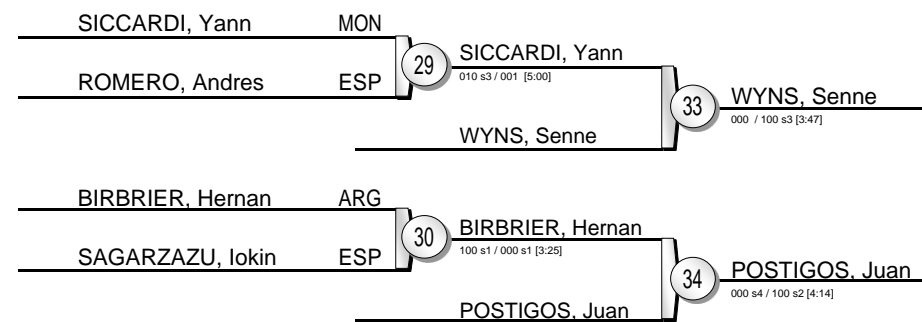 SICCARDI, Yann MON
29
SICCARDI, Yann
010 s3 / 001 [5:00]
ROMERO, Andres ESP
33
WYNS, Senne
000 / 100 s3 [3:47]
WYNS, Senne
BIRBRIER, Hernan ARG
30
BIRBRIER, Hernan
100 s1 / 000 s1 [3:25]
SAGARZAZU, Iokin ESP
34
POSTIGOS, Juan
000 s4 / 100 s2 [4:14]
POSTIGOS, Juan